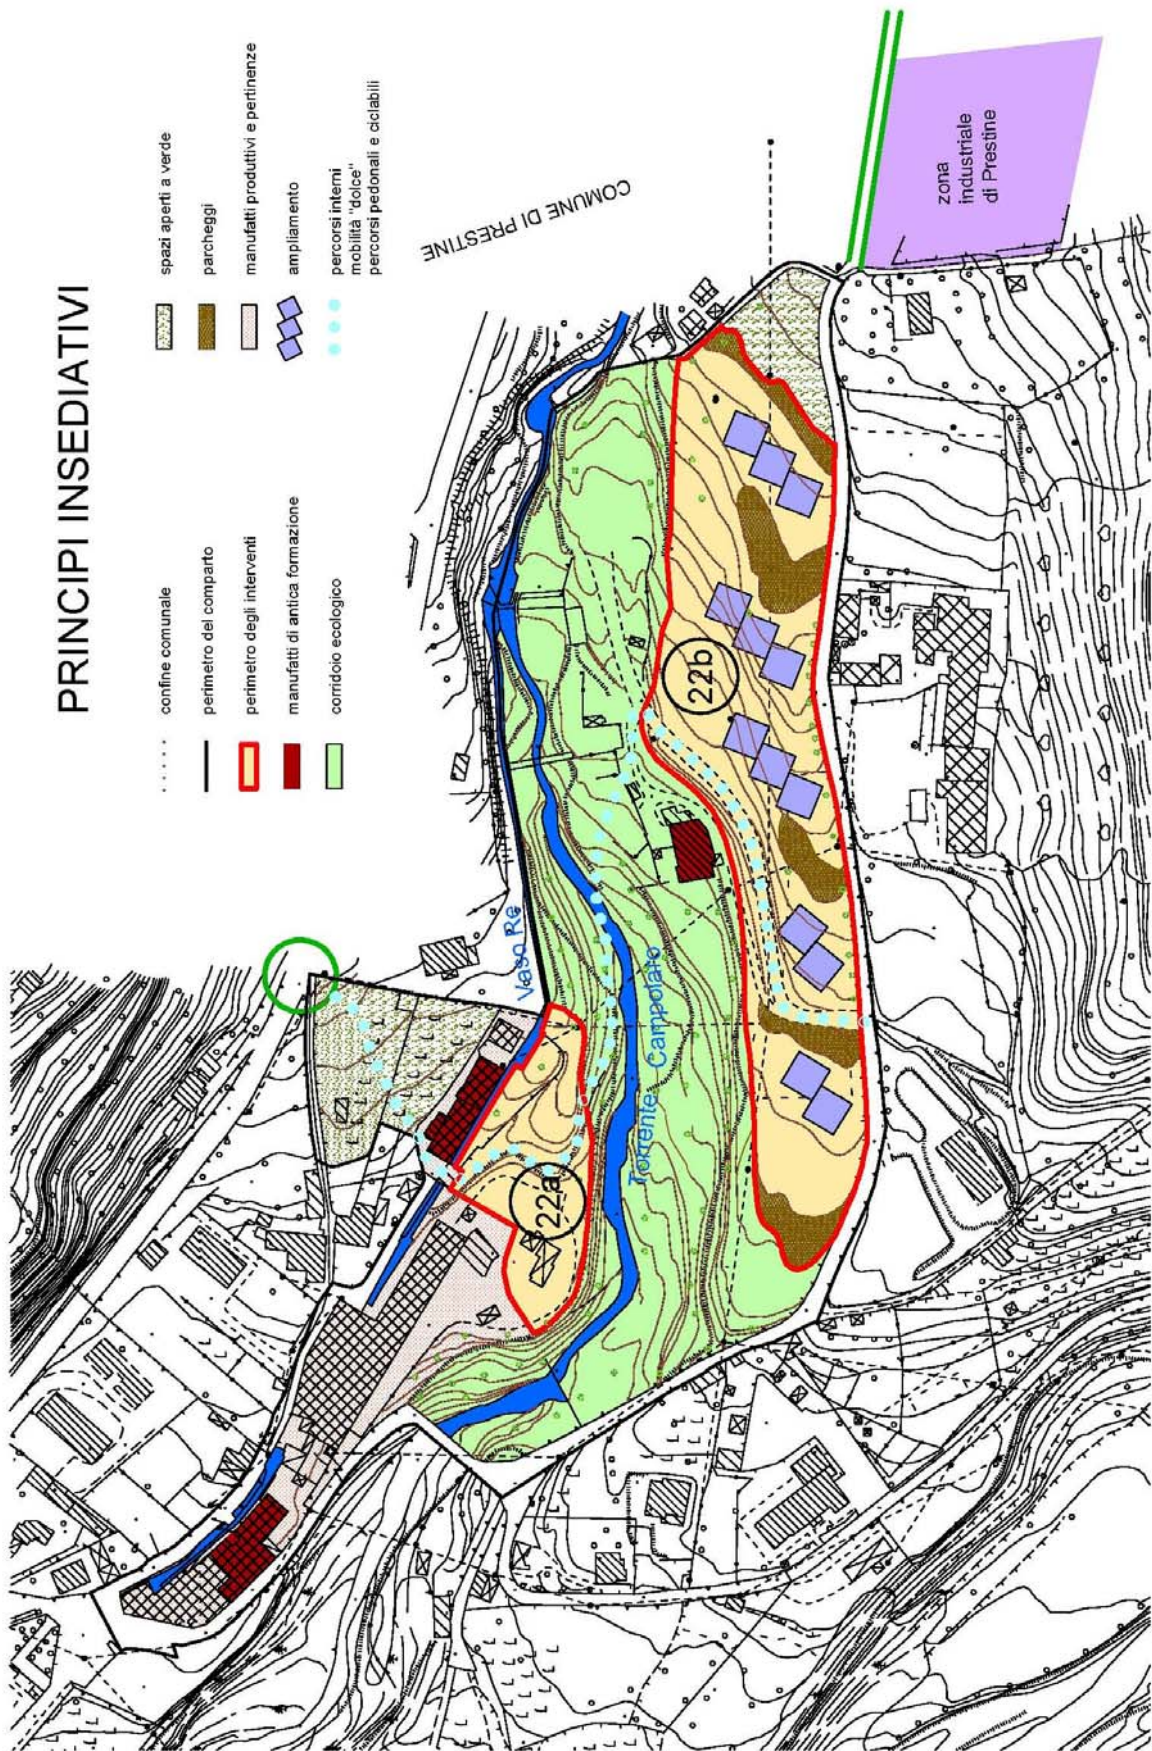 PRINCIPI INSEDIATIVI
confine comunale
perimetro del comparto
perimetro degli interventi
manufatti di antica formazione
corridoio ecologico
spazi aperti a verde
parcheggi
manufatti produttivi e pertinenze
ampliamento
percorsi interni
mobilità "dolce"
percorsi pedonali e ciclabili
COMUNE DI PRESTINE
zona
industriale
di Prestine
Vaso Re
Torrente Campolaro
22a
22b